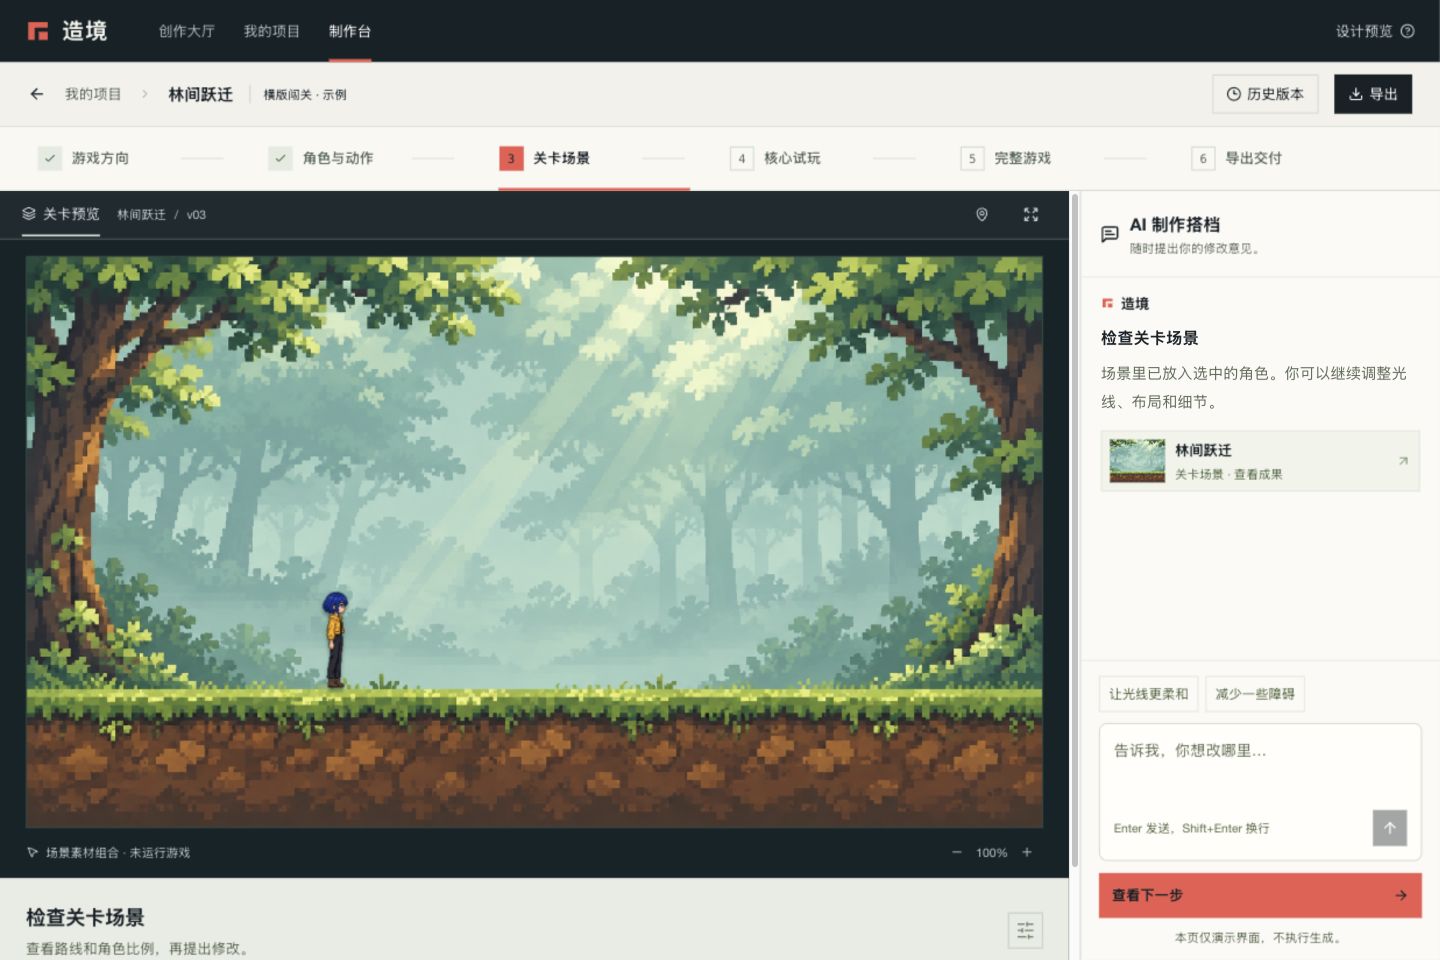 造境
创作大厅
我的项目
制作台
设计预览
我的项目
林间跃迁
横版闯关 · 示例
历史版本
导出
游戏方向
角色与动作
3 关卡场景
4 核心试玩
5 完整游戏
6 导出交付
关卡预览
林间跃迁 / v03
AI 制作搭档
随时提出你的修改意见。
造境
检查关卡场景
场景里已放入选中的角色。你可以继续调整光
线、布局和细节。
林间跃迁
关卡场景 · 查看成果
让光线更柔和
减少一些障碍
告诉我，你想改哪里...
Enter 发送，Shift+Enter 换行
查看下一步
本页仅演示界面，不执行生成。
场景素材组合 · 未运行游戏
100%
检查关卡场景
查看路线和角色比例，再提出修改。